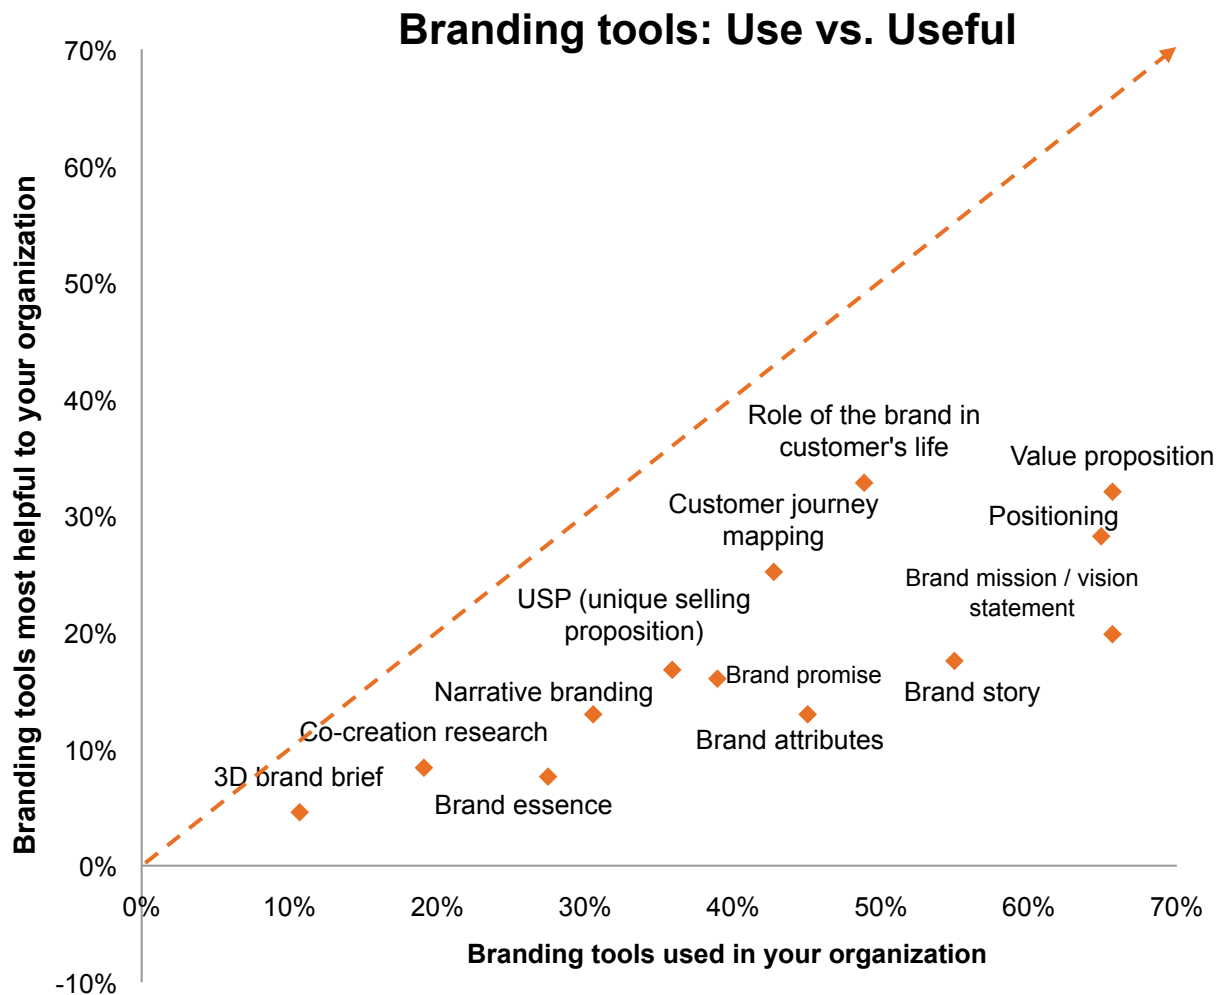 Branding tools: Use vs. Useful
70%
60%
50%
40%
30%
20%
10%
0%
-10%
Branding tools most helpful to your organization
Role of the brand in
customer's life
Value proposition
Customer journey
mapping
Positioning
Brand mission / vision
statement
USP (unique selling
proposition)
Brand promise
Narrative branding
Brand story
Co-creation research
Brand attributes
3D brand brief
Brand essence
0%
10%
20%
30%
40%
50%
60%
70%
Branding tools used in your organization